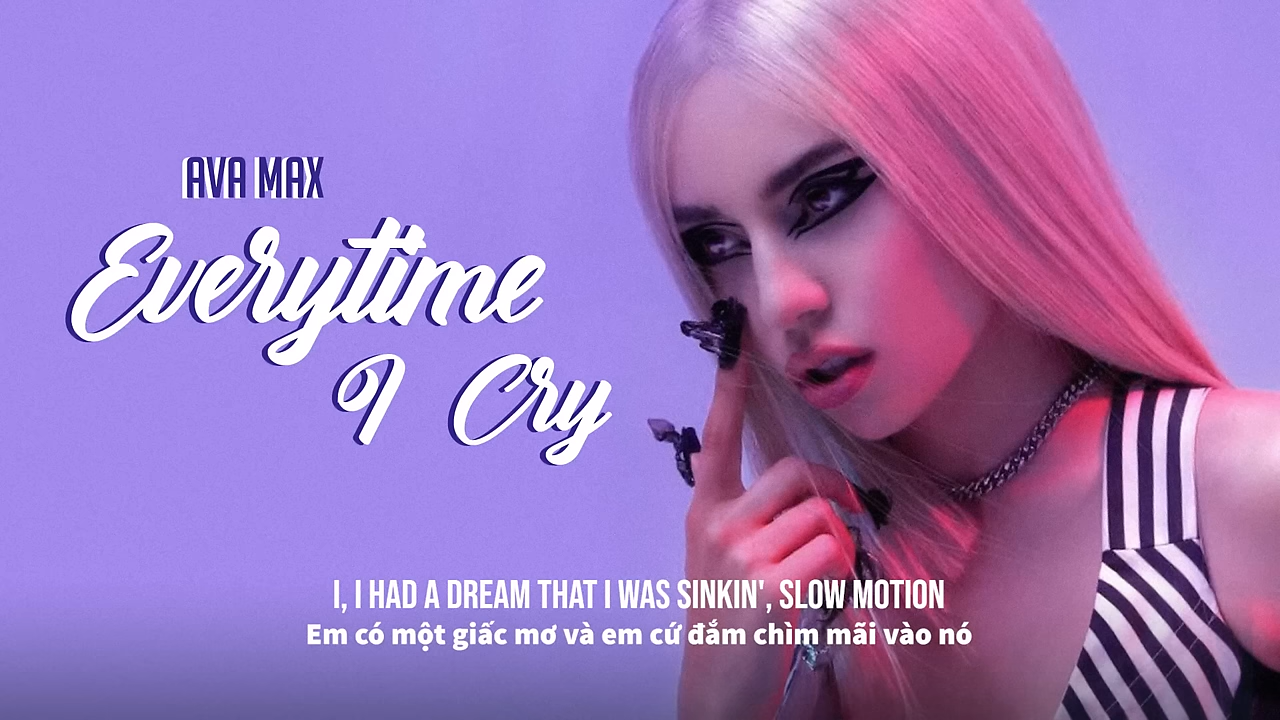 AVA MAX
Everytime
I Cry
I, I HAD A DREAM THAT I WAS SINKIN', SLOW MOTION
Em có một giấc mơ và em cứ đắm chìm mãi vào nó